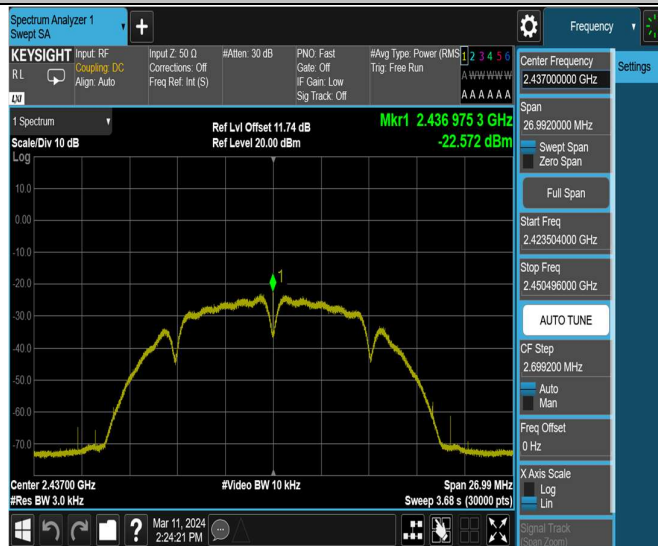 Spectrum Analyzer 1
Swept SA
+
Frequency
KEYSIGHT
RL
LXI
Input: RF
Coupling: DC
Align: Auto
Input Z: 50 Ω
Corrections: Off
Freq Ref: Int (S)
#Atten: 30 dB
PNO: Fast
Gate: Off
IF Gain: Low
Sig Track: Off
#Avg Type: Power (RMS
Trig: Free Run
1 2 3 4 5 6
A W W W W W
A A A A A A
Center Frequency
2.437000000 GHz
Settings
Span
26.9920000 MHz
Swept Span
Zero Span
Full Span
Start Freq
2.423504000 GHz
Stop Freq
2.450496000 GHz
AUTO TUNE
CF Step
2.699200 MHz
Auto
Man
Freq Offset
0 Hz
X Axis Scale
Log
Lin
Signal Track
(Span Zoom)
1 Spectrum
Scale/Div 10 dB
Log
Ref Lvl Offset 11.74 dB
Ref Level 20.00 dBm
Mkr1 2.436 975 3 GHz
-22.572 dBm
10.0
0.00
-10.0
-20.0
-30.0
-40.0
-50.0
-60.0
-70.0
1
Center 2.43700 GHz
#Res BW 3.0 kHz
#Video BW 10 kHz
Span 26.99 MHz
Sweep 3.68 s (30000 pts)
?
Mar 11, 2024
2:24:21 PM